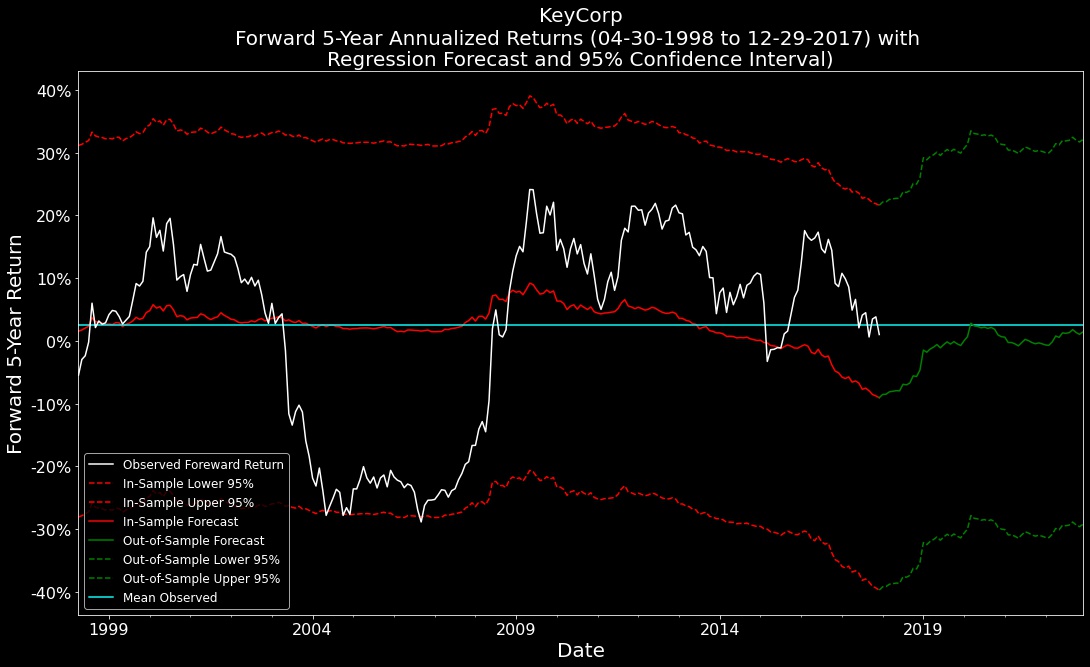 KeyCorp
Forward 5-Year Annualized Returns (04-30-1998 to 12-29-2017) with
Regression Forecast and 95% Confidence Interval)
40%
30%
20%
10%
0%
-10%
-20%
-30%
-40%
Forward 5-Year Return
Observed Foreward Return
In-Sample Lower 95%
In-Sample Upper 95%
In-Sample Forecast
Out-of-Sample Forecast
Out-of-Sample Lower 95%
Out-of-Sample Upper 95%
Mean Observed
1999 2004 2009 2014 2019
Date